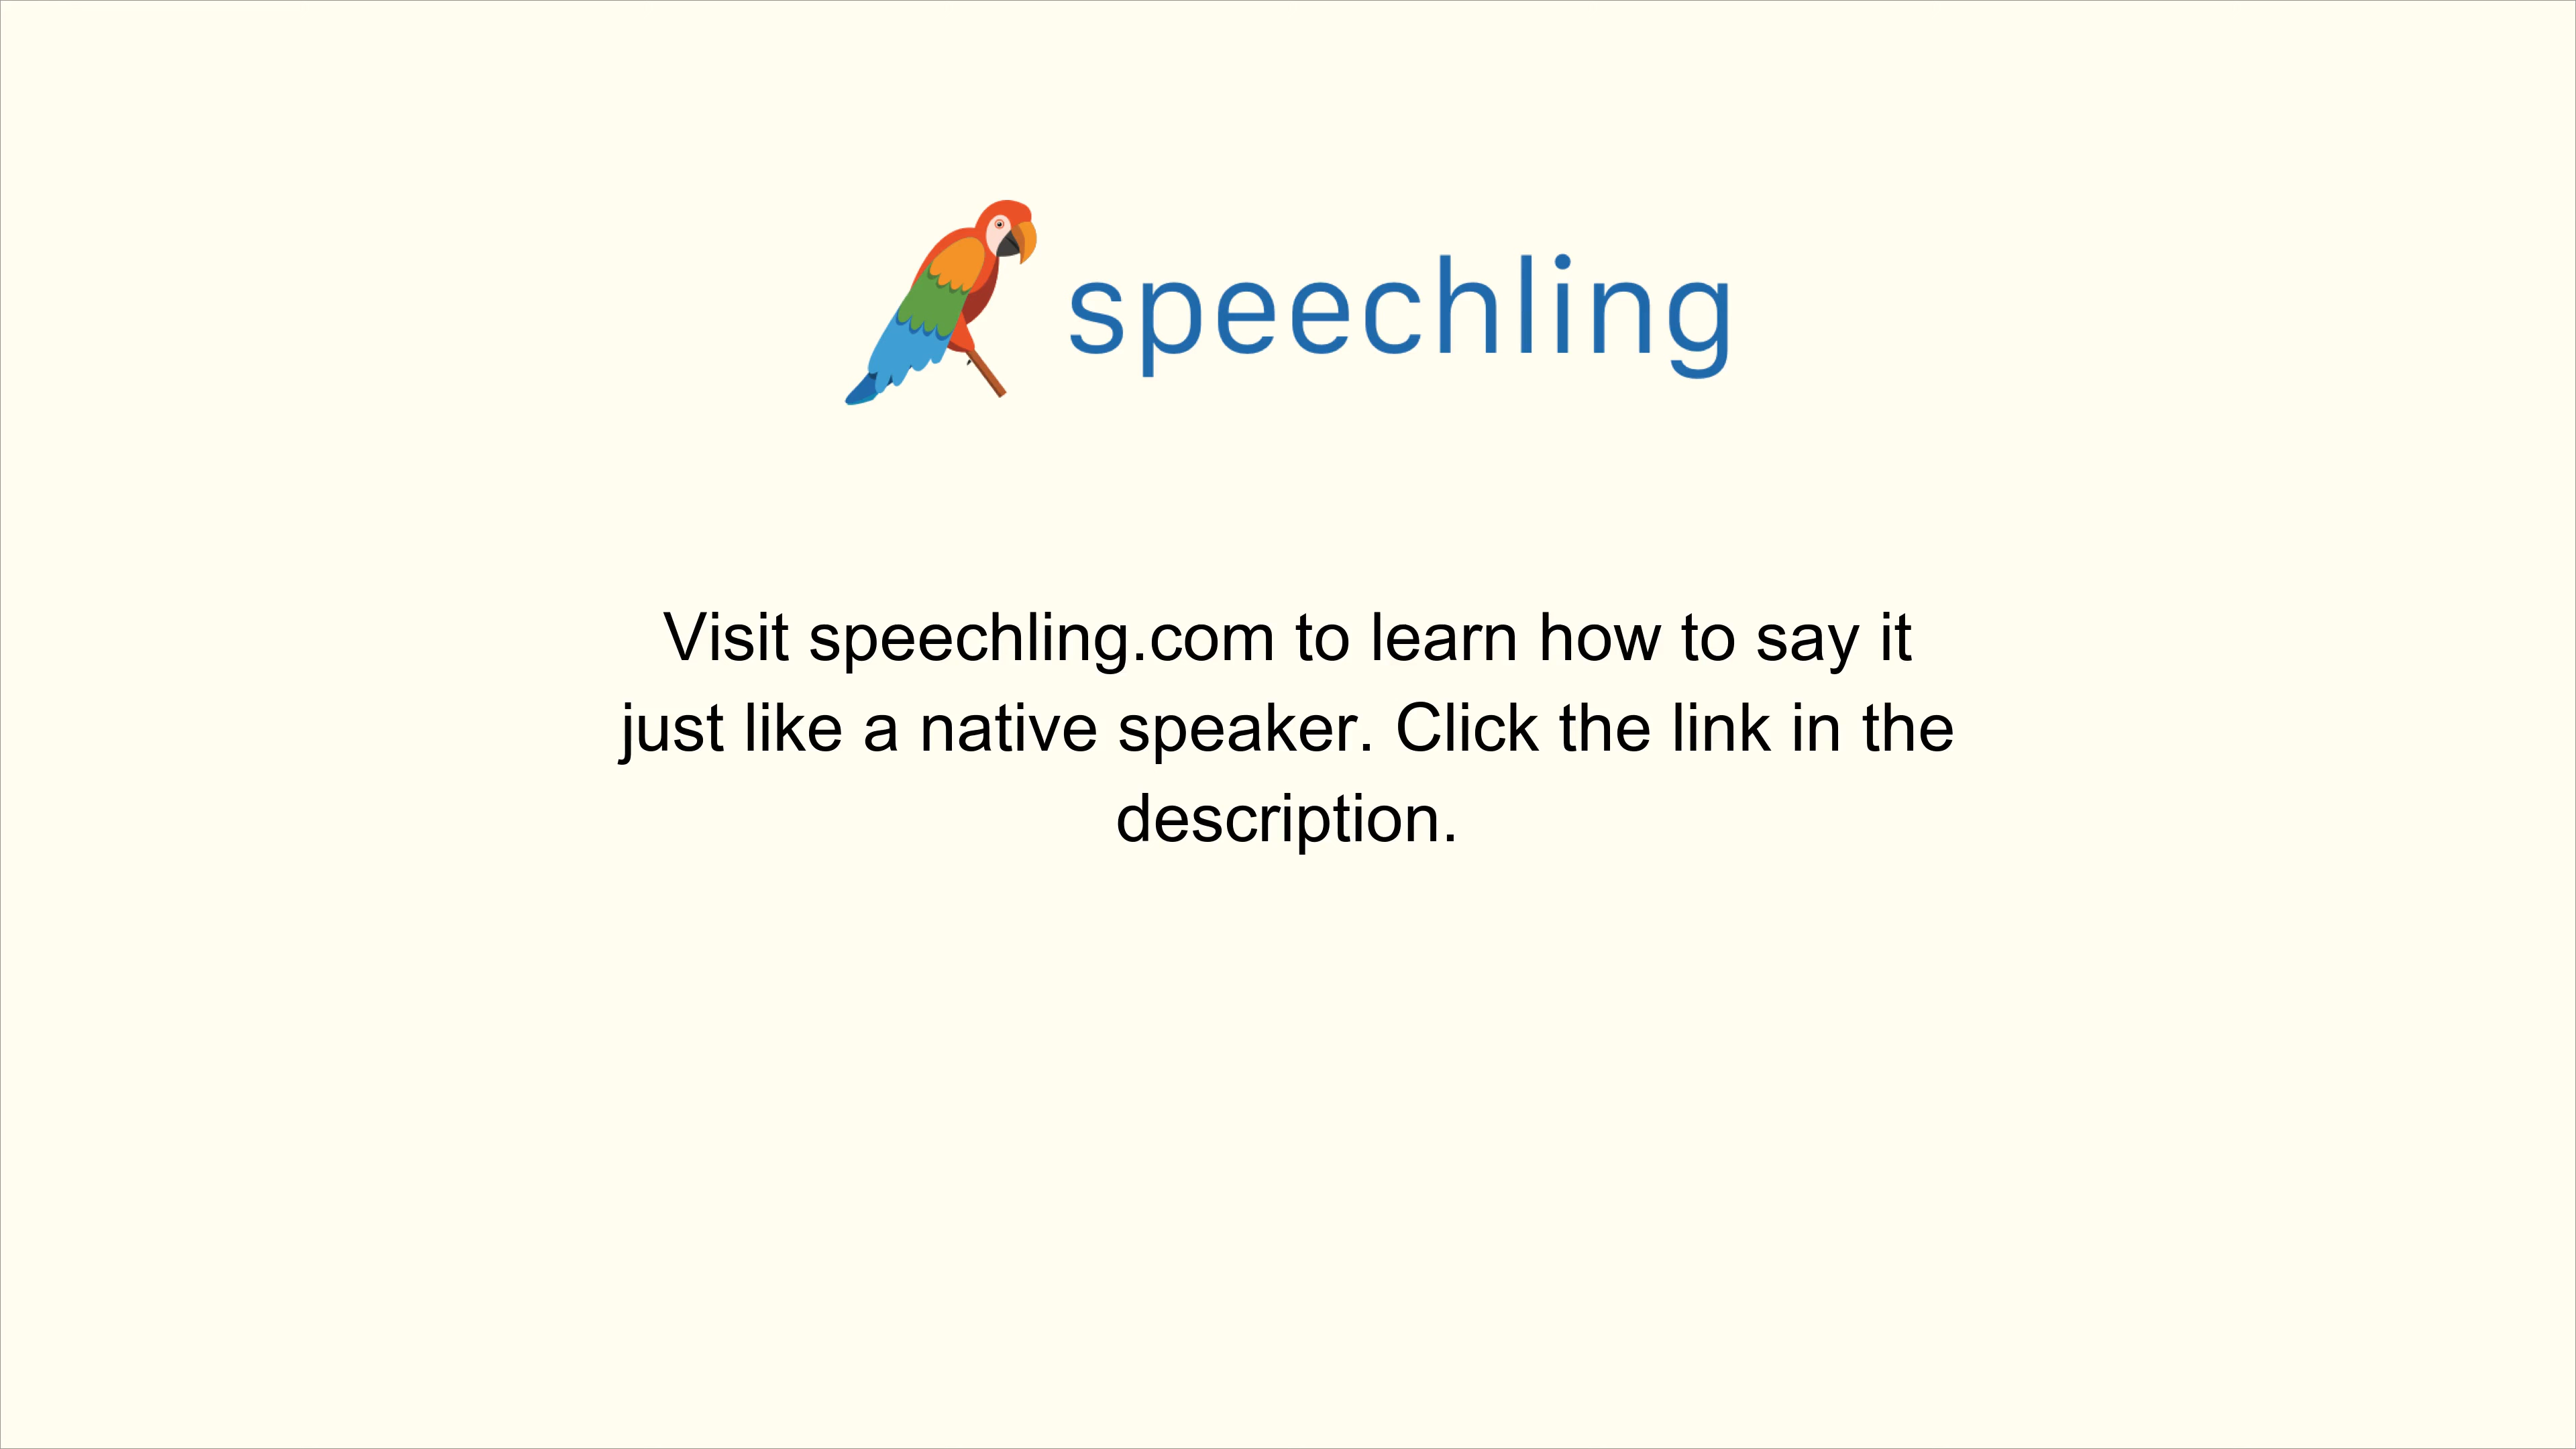 speechling
Visit speechling.com to learn how to say it
just like a native speaker. Click the link in the
description.